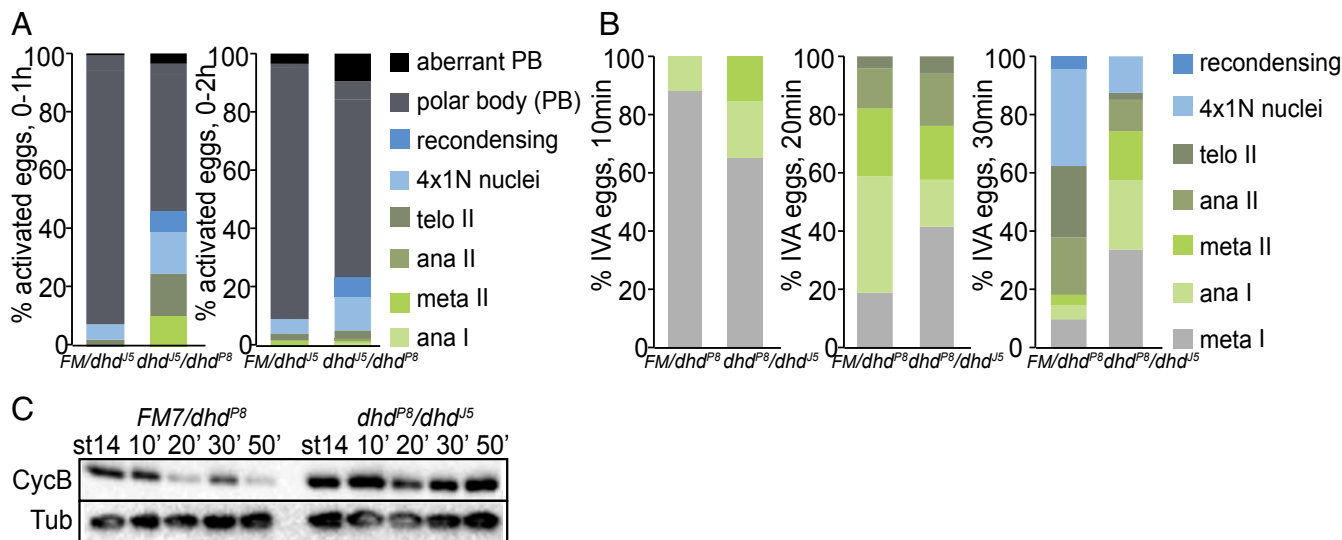 A
% activated eggs, 0-1h
100
80
60
40
20
0
FM/dhdJ5 dhdJ5/dhdP8
% activated eggs, 0-2h
100
80
60
40
20
0
FM/dhdJ5 dhdJ5/dhdP8
aberrant PB
polar body (PB)
recondensing
4x1N nuclei
telo II
ana II
meta II
ana I
B
% IVA eggs, 10min
100
80
60
40
20
0
FM/dhdP8 dhdP8/dhdJ5
% IVA eggs, 20min
100
80
60
40
20
0
FM/dhdP8 dhdP8/dhdJ5
% IVA eggs, 30min
100
80
60
40
20
0
FM/dhdP8 dhdP8/dhdJ5
recondensing
4x1N nuclei
telo II
ana II
meta II
ana I
meta I
C
FM7/dhdP8 dhdP8/dhdJ5
st14 10' 20' 30' 50' st14 10' 20' 30' 50'
CycB
Tub